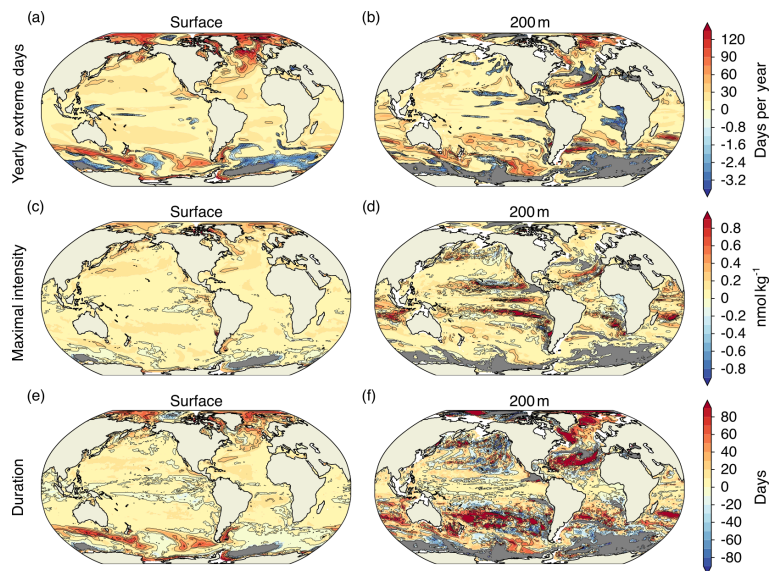 (a) Surface
(b) 200 m
Yearly extreme days
120
90
60
30
0
-0.8
-1.6
-2.4
-3.2
Days per year
(c) Surface
(d) 200 m
Maximal intensity
0.8
0.6
0.4
0.2
0
0.2
0.4
0.6
0.8
nmol kg⁻¹
(e) Surface
(f) 200 m
Duration
80
60
40
20
0
-20
-40
-60
-80
Days